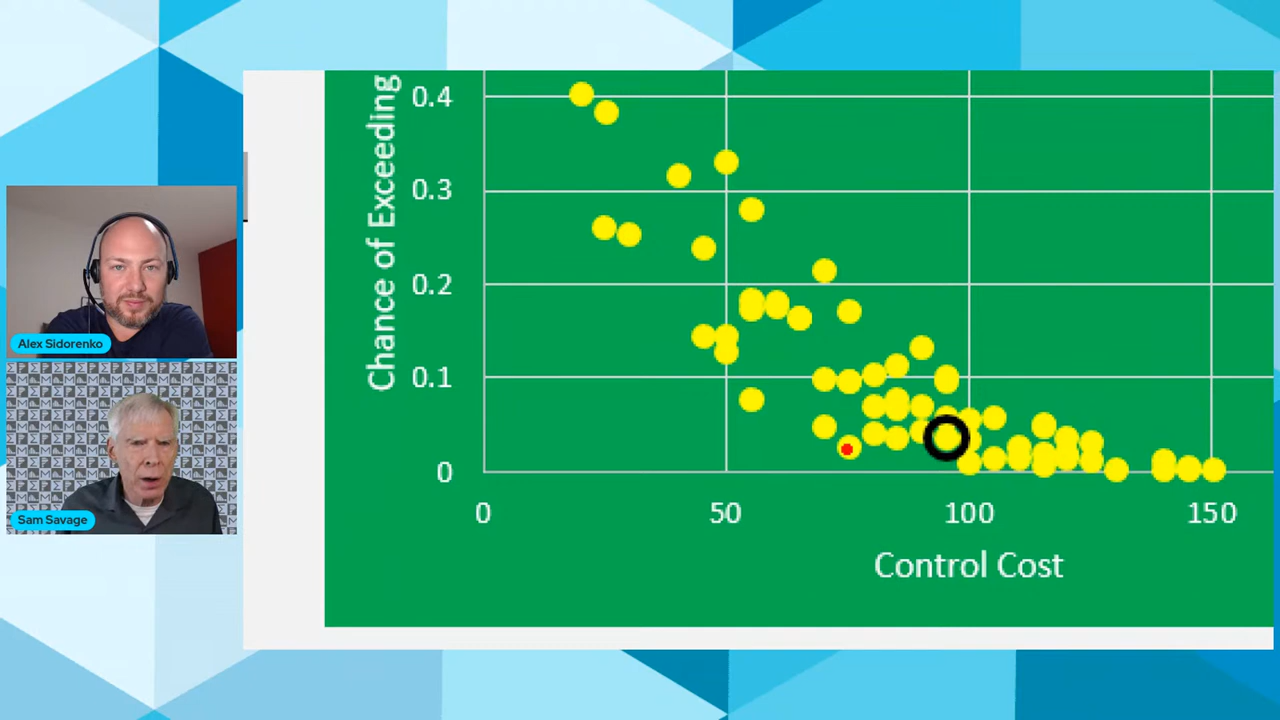 Chance of Exceeding
0.4
0.3
0.2
0.1
0
0
50
100
150
Control Cost
Alex Sidorenko
Sam Savage